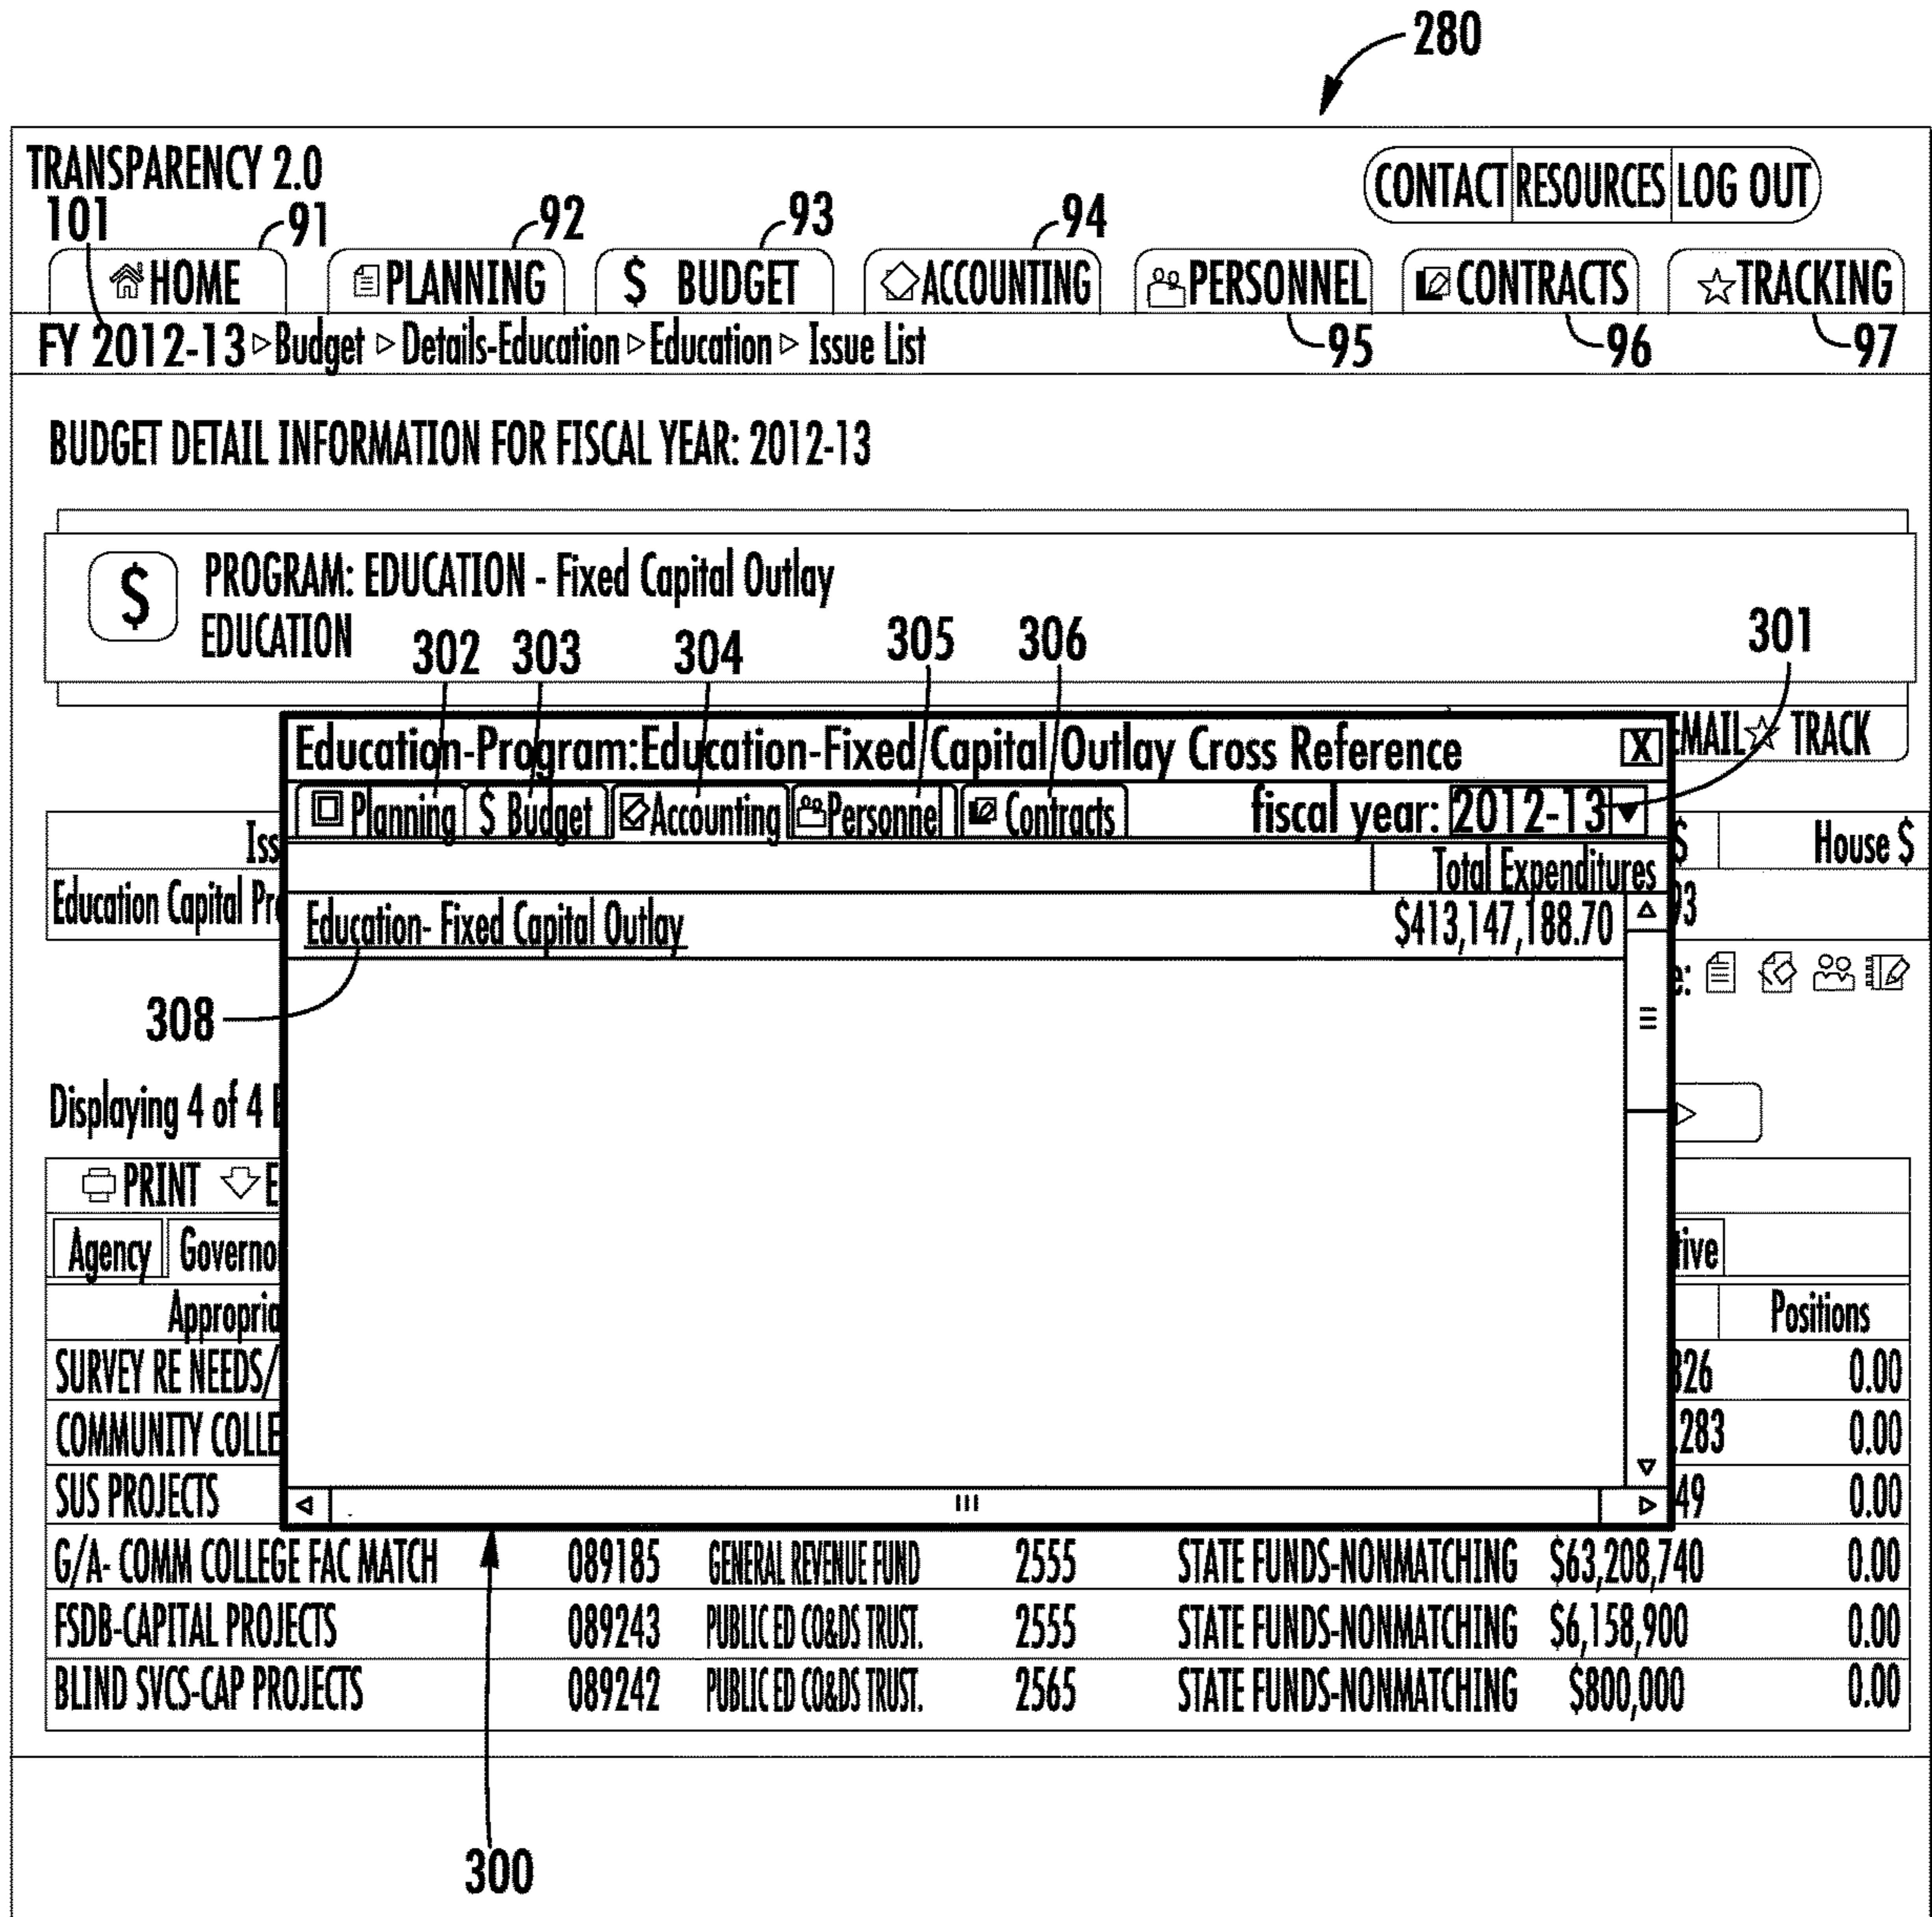 280
TRANSPARENCY 2.0
CONTACT RESOURCES LOG OUT
101 91 92 93 94
HOME PLANNING $ BUDGET ACCOUNTING PERSONNEL CONTRACTS TRACKING
FY 2012-13 ▷ Budget ▷ Details-Education ▷ Education ▷ Issue List 95 96 97
BUDGET DETAIL INFORMATION FOR FISCAL YEAR: 2012-13
$ PROGRAM: EDUCATION - Fixed Capital Outlay
EDUCATION
302 303 304 305 306 301
EMAIL ☆ TRACK
Education-Program:Education-Fixed Capital Outlay Cross Reference X
Planning $ Budget Accounting Personnel Contracts fiscal year: 2012-13
Iss $ House $
Total Expenditures
Education Capital Pr 93
Education- Fixed Capital Outlay $413,147,188.70
e:
308
Displaying 4 of 4
PRINT E
Agency Governo tive
Appropria Positions
SURVEY RE NEEDS/ 326 0.00
COMMUNITY COLLE 283 0.00
SUS PROJECTS 49 0.00
G/A- COMM COLLEGE FAC MATCH 089185 GENERAL REVENUE FUND 2555 STATE FUNDS-NONMATCHING $63,208,740 0.00
FSDB-CAPITAL PROJECTS 089243 PUBLIC ED CO&DS TRUST. 2555 STATE FUNDS-NONMATCHING $6,158,900 0.00
BLIND SVCS-CAP PROJECTS 089242 PUBLIC ED CO&DS TRUST. 2565 STATE FUNDS-NONMATCHING $800,000 0.00
300